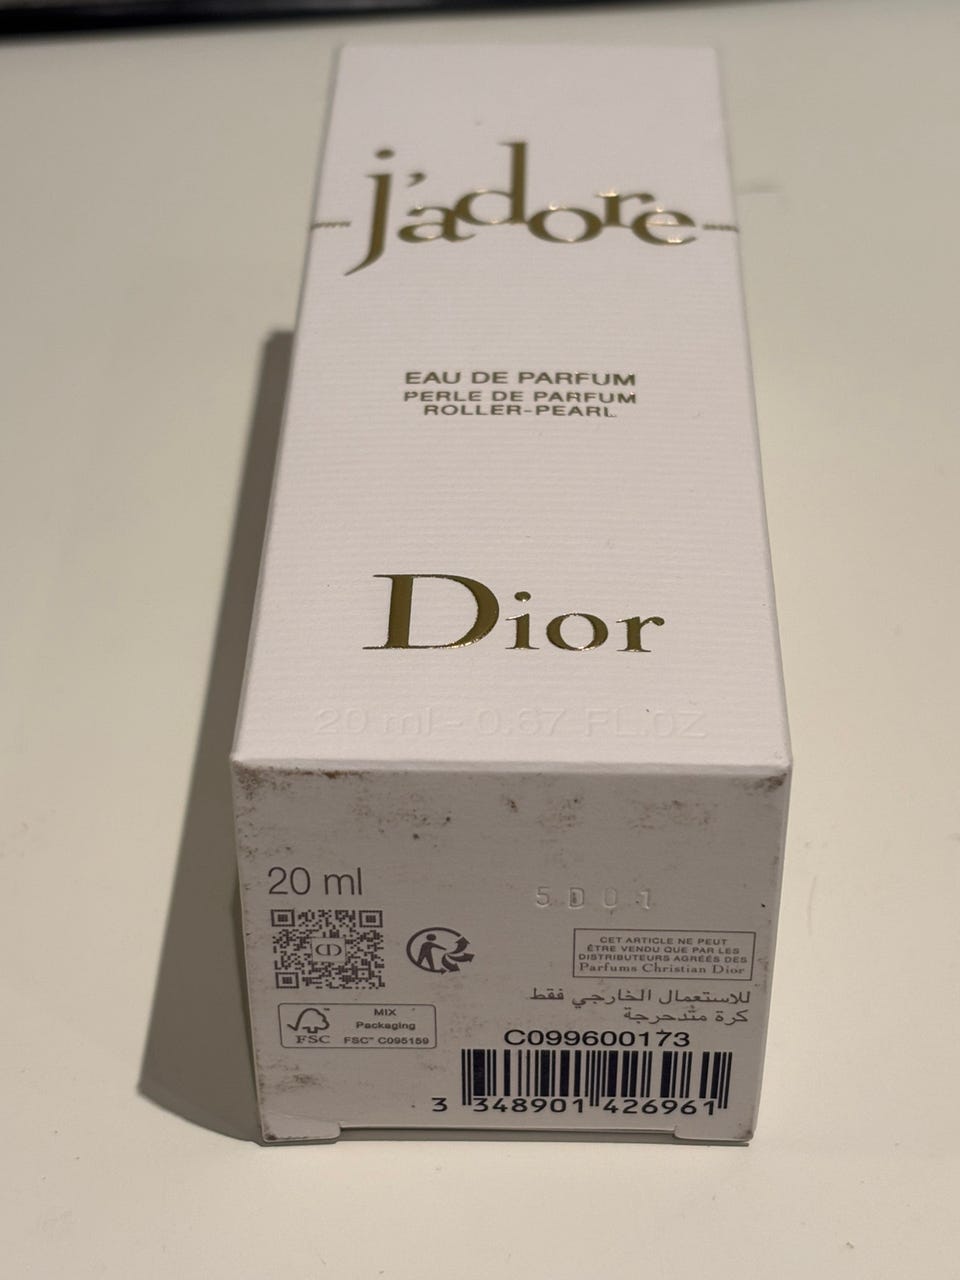 j'adore
EAU DE PARFUM
PERLE DE PARFUM
ROLLER-PEARL
Dior
20 ml - 0.67 FL.OZ
20 ml
5D01
CET ARTICLE NE PEUT
ÊTRE VENDU QUE PAR LES
DISTRIBUTEURS AGRÉÉS DES
Parfums Christian Dior
للاستعمال الخارجي فقط
كرة متدحرجة
FSC™
MIX
Packaging
FSC™ C095159
C099600173
3 348901 426961